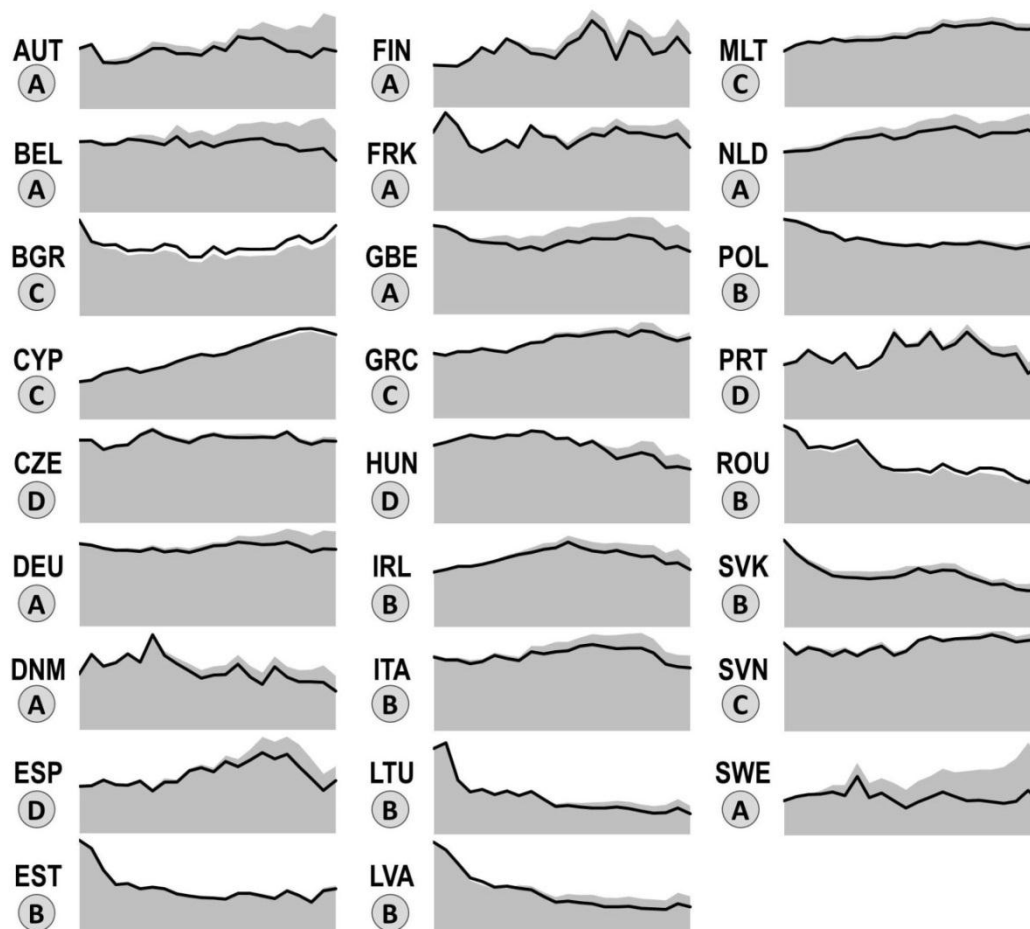 AUT
A
BEL
A
BGR
C
CYP
C
CZE
D
DEU
A
DNM
A
ESP
D
EST
B
FIN
A
FRK
A
GBE
A
GRC
C
HUN
D
IRL
B
ITA
B
LTU
B
LVA
B
MLT
C
NLD
A
POL
B
PRT
D
ROU
B
SVK
B
SVN
C
SWE
A